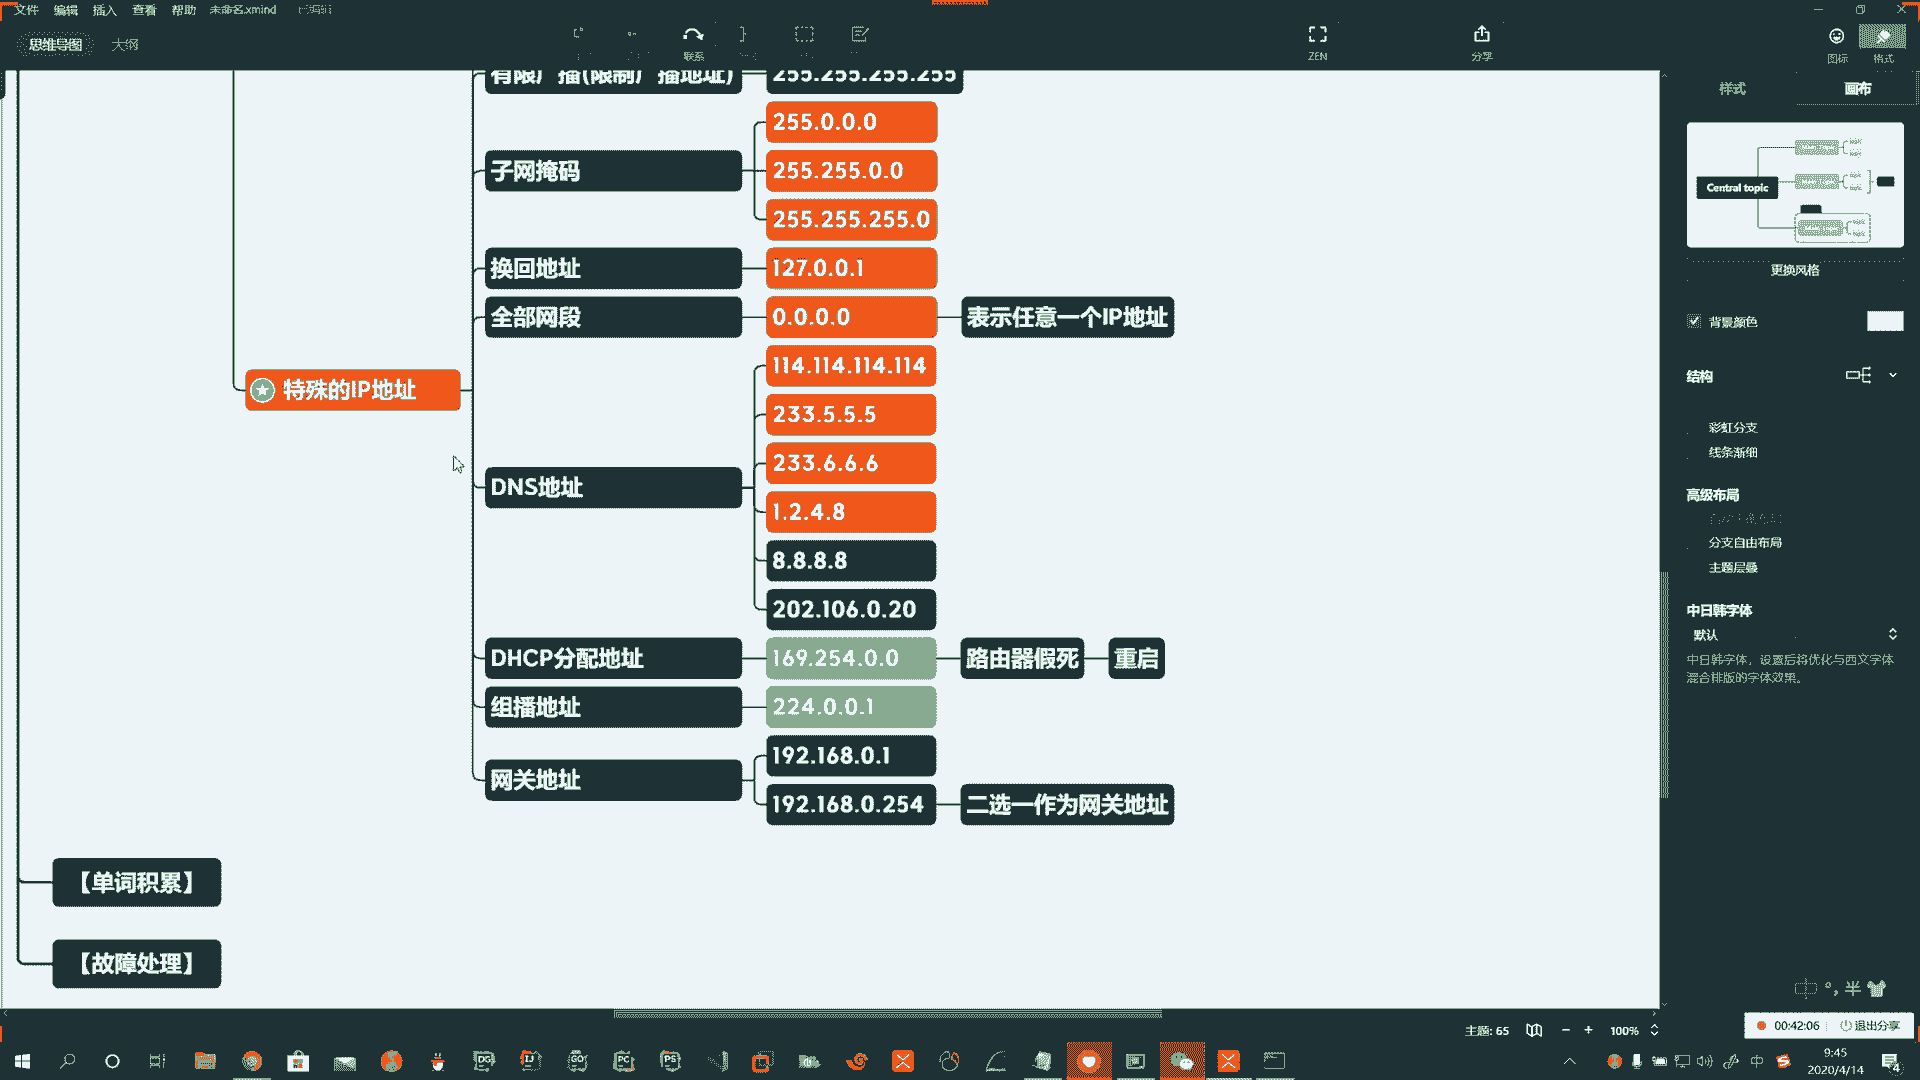 文件 编辑 插入 查看 帮助 未命名.xmind 已编辑
思维导图 大纲
联系 ZEN 分享 图标 格式
有限广播(限制广播地址) 255.255.255.255
子网掩码
255.0.0.0
255.255.0.0
255.255.255.0
换回地址 127.0.0.1
全部网段 0.0.0.0 表示任意一个IP地址
特殊的IP地址
DNS地址
114.114.114.114
233.5.5.5
233.6.6.6
1.2.4.8
8.8.8.8
202.106.0.20
DHCP分配地址 169.254.0.0 路由器假死 重启
组播地址 224.0.0.1
网关地址
192.168.0.1
192.168.0.254 二选一作为网关地址
【单词积累】
【故障处理】
样式 画布
Central topic
更换风格
背景颜色
结构
彩虹分支
线条渐细
高级布局
分支自由布局
主题层叠
中日韩字体
默认
中日韩字体，设置后将优化与西文字体
混合排版的字体效果。
中 °, 半
主题: 65 100%
00:42:06 退出分享
DG IJ GO PC PS
中
9:45
2020/4/14
4